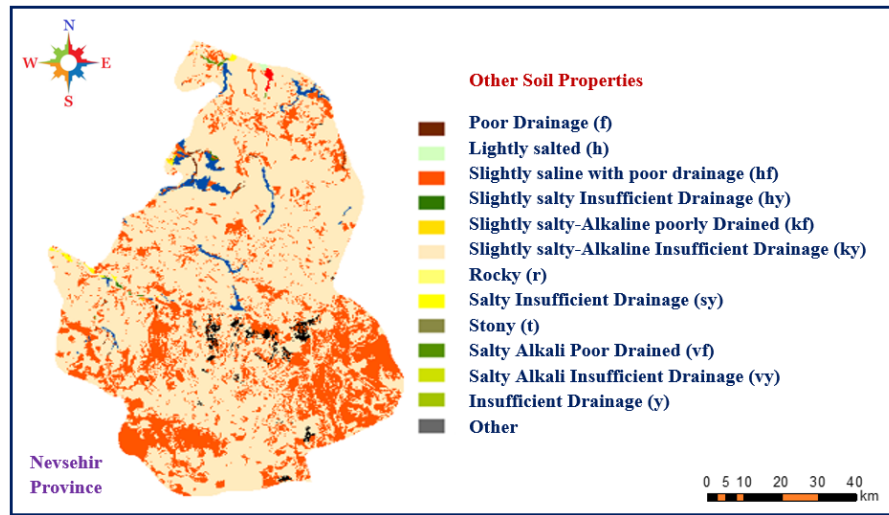 N
W E
S
Other Soil Properties
Poor Drainage (f)
Lightly salted (h)
Slightly saline with poor drainage (hf)
Slightly salty Insufficient Drainage (hy)
Slightly salty-Alkaline poorly Drained (kf)
Slightly salty-Alkaline Insufficient Drainage (ky)
Rocky (r)
Salty Insufficient Drainage (sy)
Stony (t)
Salty Alkali Poor Drained (vf)
Salty Alkali Insufficient Drainage (vy)
Insufficient Drainage (y)
Other
Nevsehir
Province
0 5 10 20 30 40
km